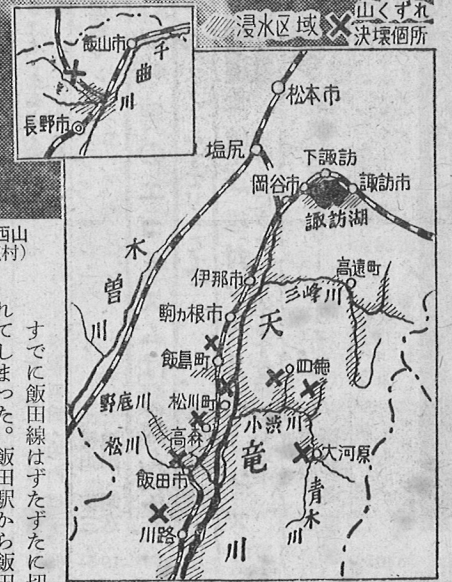 浸水区域
山くずれ
決壊個所
飯山市
千曲川
長野市
松本市
塩尻
下諏訪
岡谷市
諏訪市
諏訪湖
木曽川
伊那市
高遠町
三峰川
駒ヵ根市
天竜川
飯島町
四徳
野底川
松川町
小渋川
松川
高森
大河原
飯田市
青木川
川路
西山
村)
すでに飯田線はずたずたに切
れてしまった。飯田駅から飯田